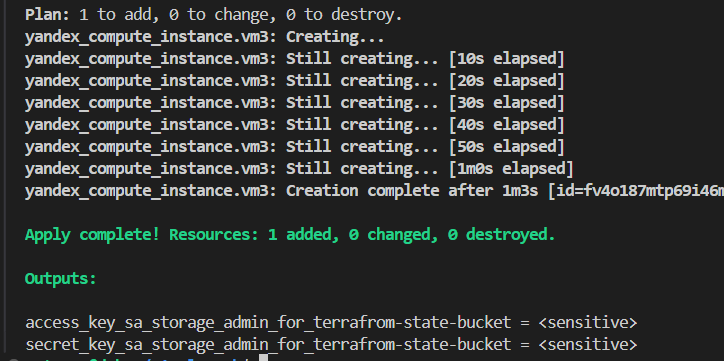 Plan: 1 to add, 0 to change, 0 to destroy.
yandex_compute_instance.vm3: Creating...
yandex_compute_instance.vm3: Still creating... [10s elapsed]
yandex_compute_instance.vm3: Still creating... [20s elapsed]
yandex_compute_instance.vm3: Still creating... [30s elapsed]
yandex_compute_instance.vm3: Still creating... [40s elapsed]
yandex_compute_instance.vm3: Still creating... [50s elapsed]
yandex_compute_instance.vm3: Still creating... [1m0s elapsed]
yandex_compute_instance.vm3: Creation complete after 1m3s [id=fv4o187mtp69i46m
Apply complete! Resources: 1 added, 0 changed, 0 destroyed.
Outputs:
access_key_sa_storage_admin_for_terrafrom-state-bucket = <sensitive>
secret_key_sa_storage_admin_for_terrafrom-state-bucket = <sensitive>